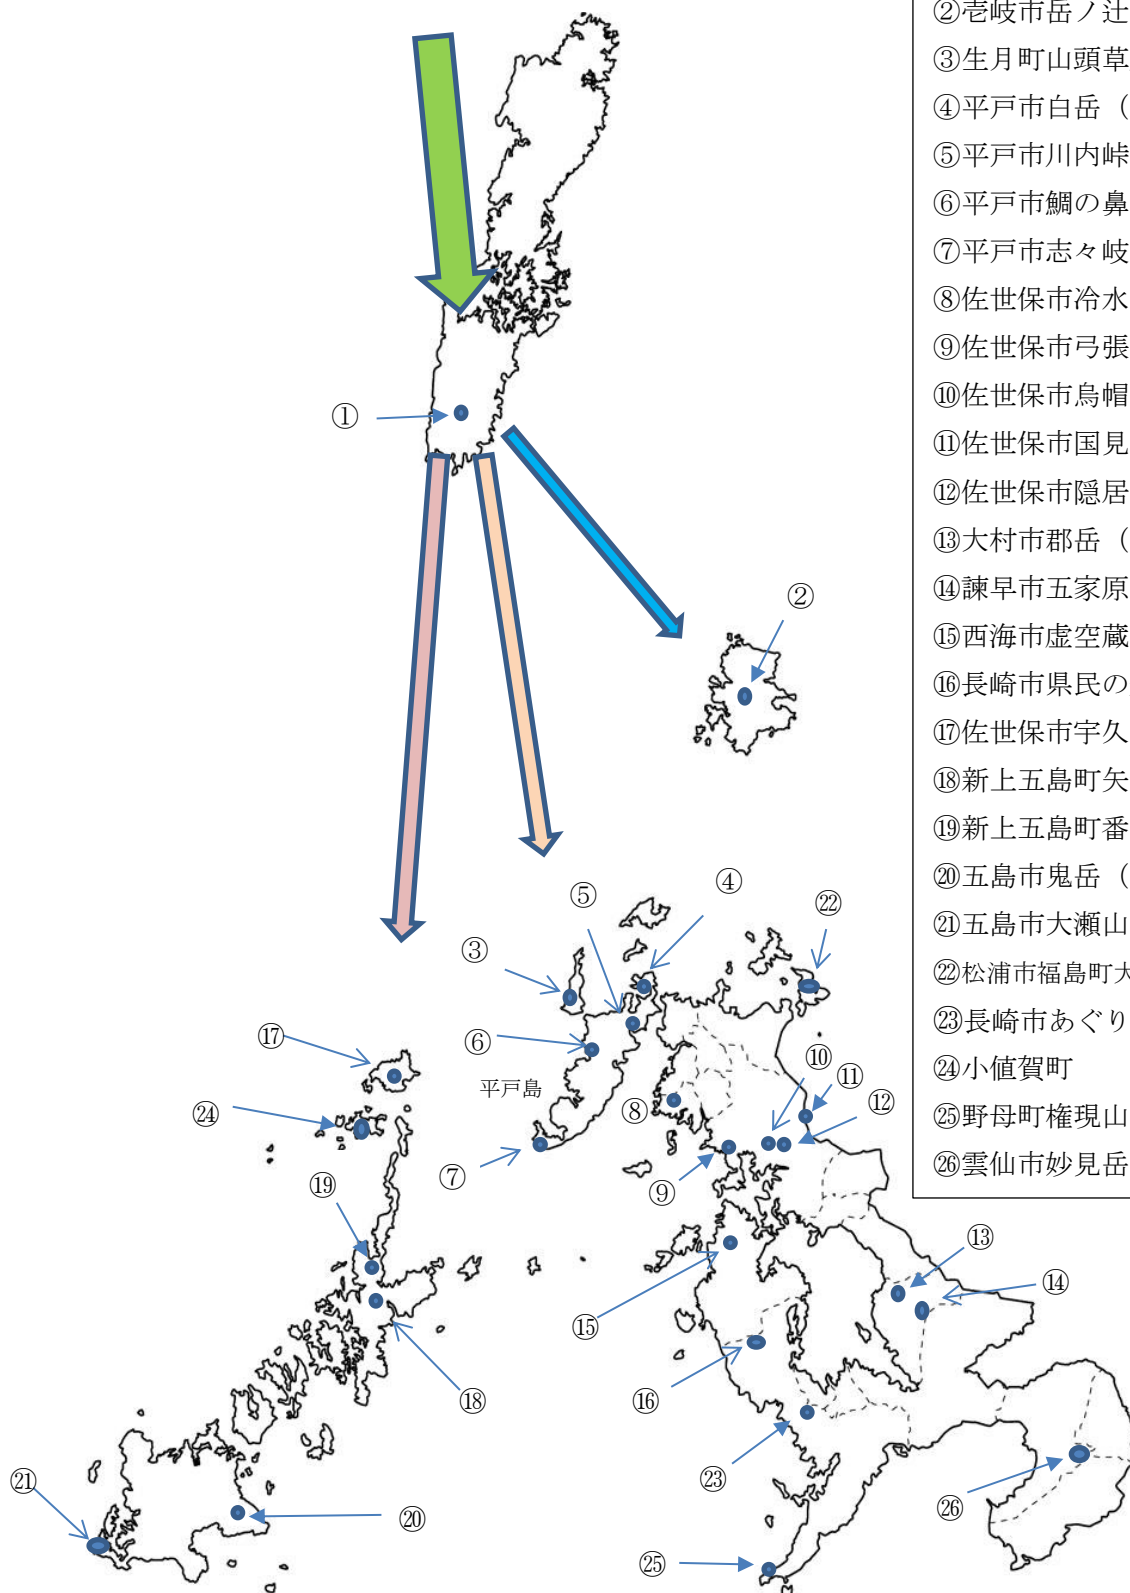 ②壱岐市岳ノ辻
③生月町山頭草
④平戸市白岳（
⑤平戸市川内峠
⑥平戸市鯛の鼻
⑦平戸市志々岐
⑧佐世保市冷水
⑨佐世保市弓張
⑩佐世保市烏帽
⑪佐世保市国見
⑫佐世保市隠居
⑬大村市郡岳（
⑭諫早市五家原
⑮西海市虚空蔵
⑯長崎市県民の
⑰佐世保市宇久
⑱新上五島町矢
⑲新上五島町番
⑳五島市鬼岳（
㉑五島市大瀬山
㉒松浦市福島町大
㉓長崎市あぐり
㉔小値賀町
㉕野母町権現山
㉖雲仙市妙見岳
①
②
③
④
⑤
⑥
平戸島
⑦
⑧
⑨
⑩
⑪
⑫
⑬
⑭
⑮
⑯
⑰
⑱
⑲
⑳
㉑
㉒
㉓
㉔
㉕
㉖